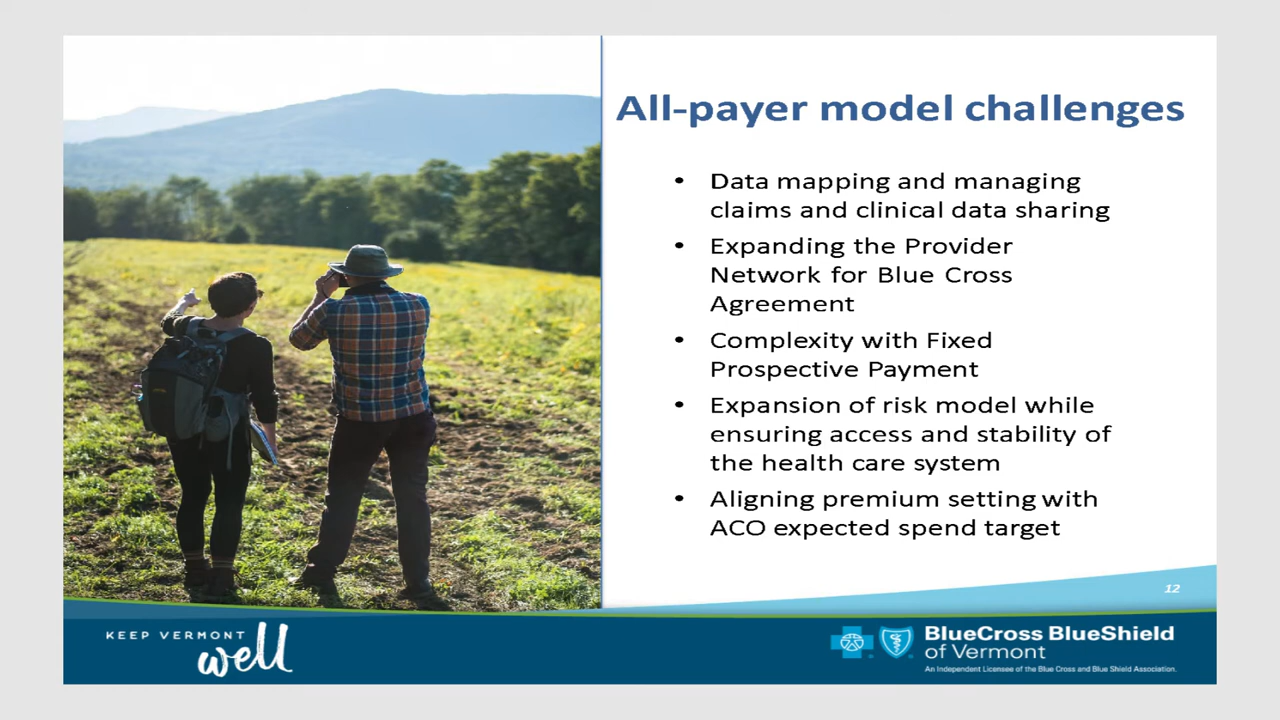 All-payer model challenges
• Data mapping and managing
claims and clinical data sharing
• Expanding the Provider
Network for Blue Cross
Agreement
• Complexity with Fixed
Prospective Payment
• Expansion of risk model while
ensuring access and stability of
the health care system
• Aligning premium setting with
ACO expected spend target
12
KEEP VERMONT
well
BlueCross BlueShield
of Vermont
An Independent Licensee of the Blue Cross and Blue Shield Association.